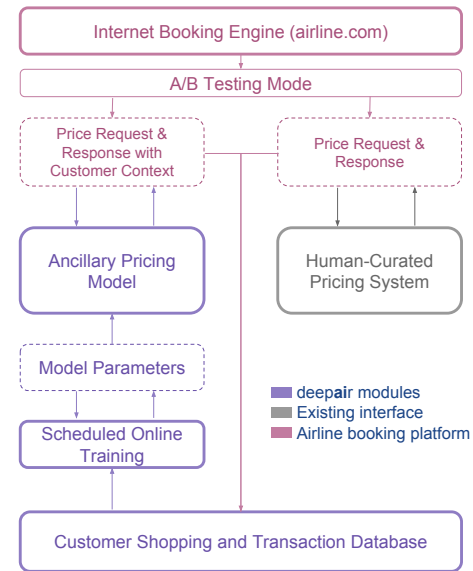 Internet Booking Engine (airline.com)
A/B Testing Mode
Price Request &
Response with
Customer Context
Price Request &
Response
Ancillary Pricing
Model
Human-Curated
Pricing System
Model Parameters
deepair modules
Existing interface
Airline booking platform
Scheduled Online
Training
Customer Shopping and Transaction Database